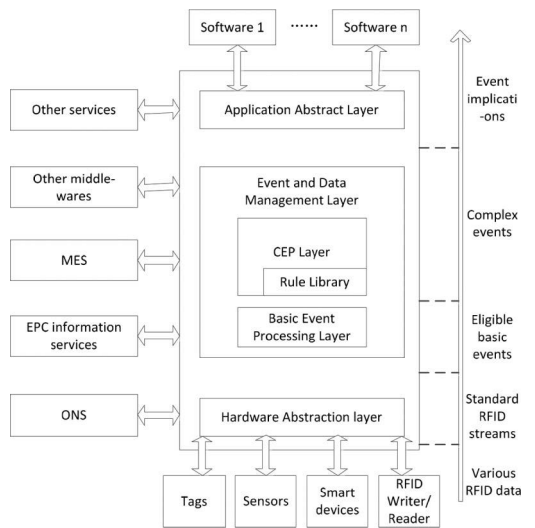 Software 1
......
Software n
Other services
Application Abstract Layer
Event
implicati
-ons
Other middle-
wares
Event and Data
Management Layer
CEP Layer
Rule Library
Complex
events
MES
EPC information
services
Basic Event
Processing Layer
Eligible
basic
events
ONS
Hardware Abstraction layer
Standard
RFID
streams
Tags
Sensors
Smart
devices
RFID
Writer/
Reader
Various
RFID data